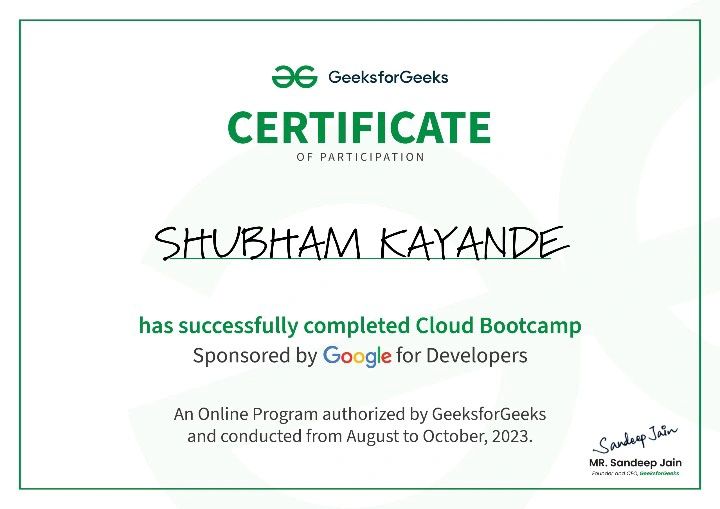 GeeksforGeeks
CERTIFICATE
OF PARTICIPATION
SHUBHAM KAYANDE
has successfully completed Cloud Bootcamp
Sponsored by Google for Developers
An Online Program authorized by GeeksforGeeks
and conducted from August to October, 2023.
Sandeep Jain
MR. Sandeep Jain
Founder and CEO, GeeksforGeeks